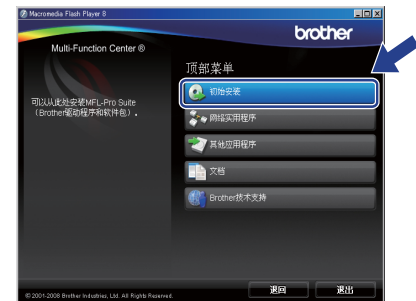 Macromedia Flash Player 8
brother
Multi-Function Center ®
顶部菜单
初始安装
可以从此处安装MFL-Pro Suite
（Brother驱动程序和软件包）。
网络实用程序
其他应用程序
文档
Brother技术支持
退回
退出
© 2001-2008 Brother Industries, Ltd. All Rights Reserved.